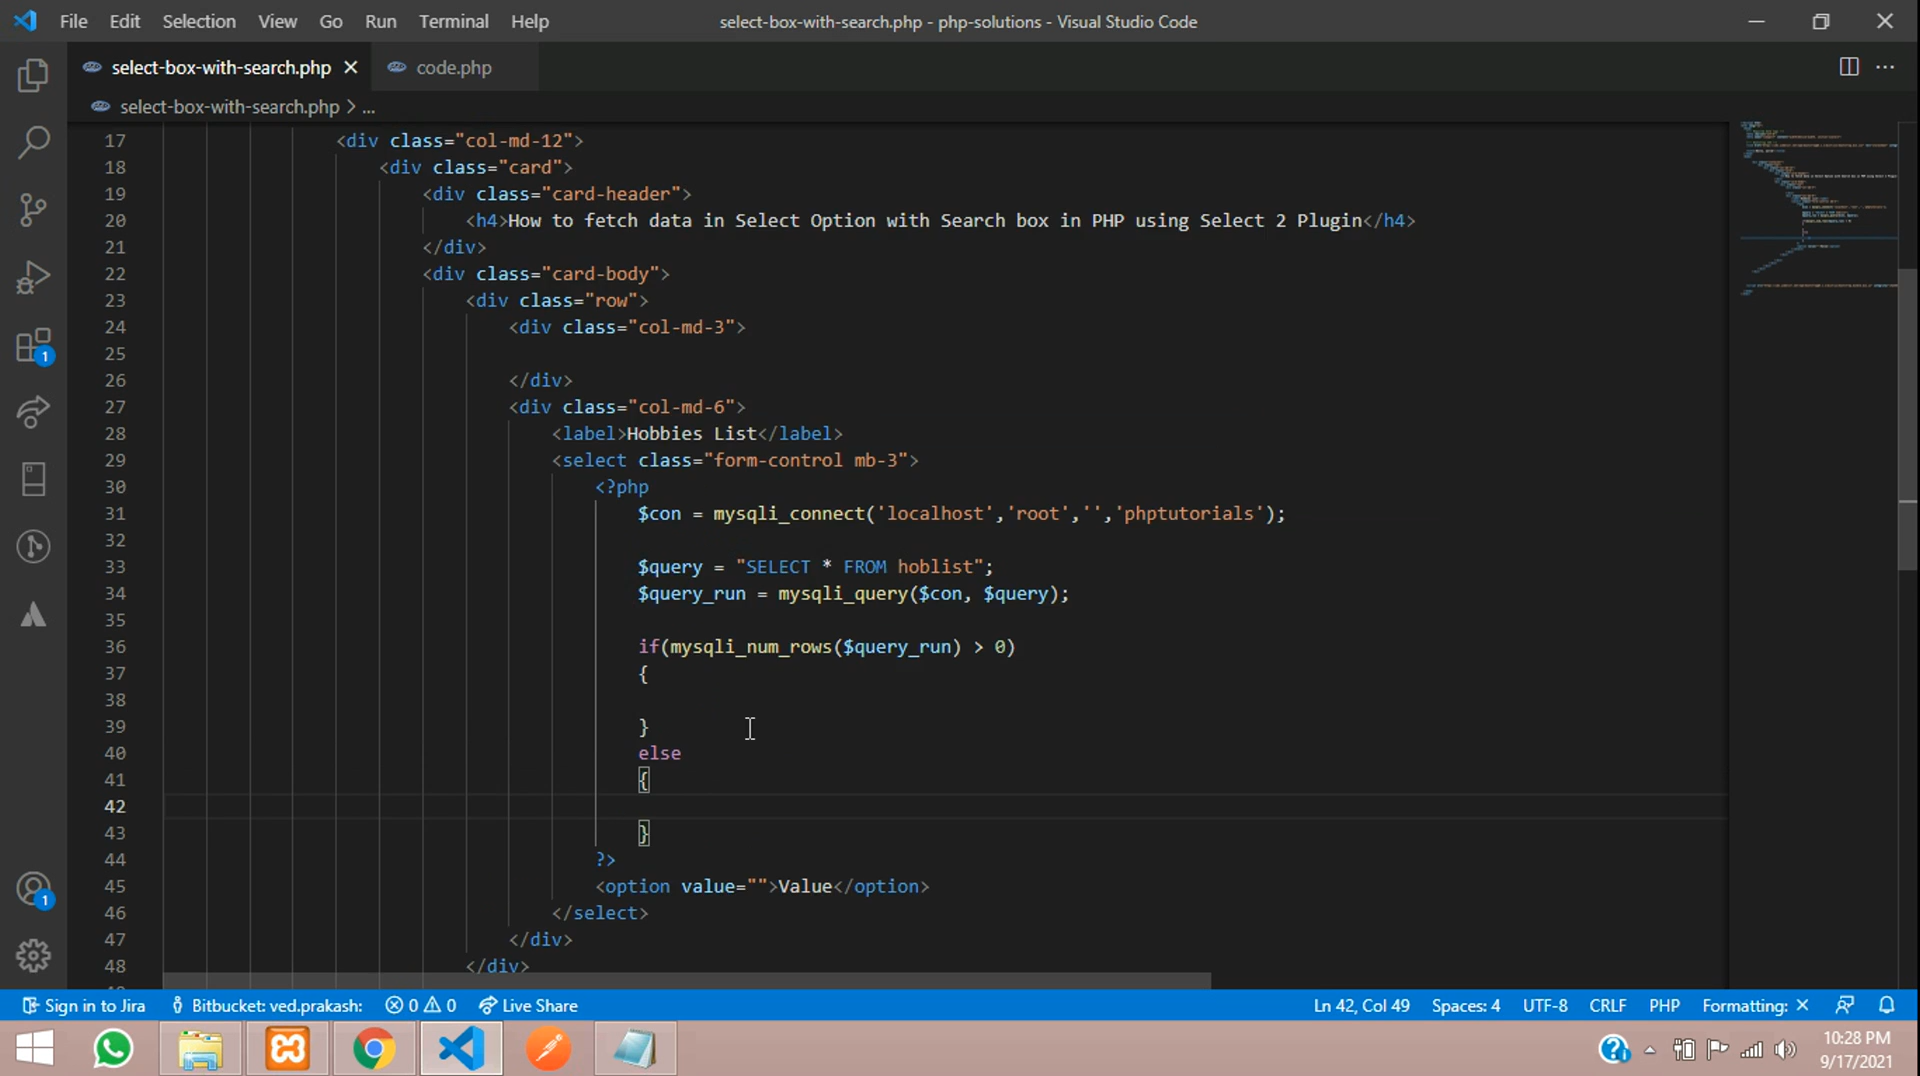 File Edit Selection View Go Run Terminal Help select-box-with-search.php - php-solutions - Visual Studio Code
select-box-with-search.php code.php
select-box-with-search.php > ...
17 <div class="col-md-12">
18 <div class="card">
19 <div class="card-header">
20 <h4>How to fetch data in Select Option with Search box in PHP using Select 2 Plugin</h4>
21 </div>
22 <div class="card-body">
23 <div class="row">
24 <div class="col-md-3">
25
26 </div>
27 <div class="col-md-6">
28 <label>Hobbies List</label>
29 <select class="form-control mb-3">
30 <?php
31 $con = mysqli_connect('localhost','root','','phptutorials');
32
33 $query = "SELECT * FROM hoblist";
34 $query_run = mysqli_query($con, $query);
35
36 if(mysqli_num_rows($query_run) > 0)
37 {
38
39 }
40 else
41 {
42
43 }
44 ?>
45 <option value="">Value</option>
46 </select>
47 </div>
48 </div>
1
1
Sign in to Jira Bitbucket: ved.prakash: 0 0 Live Share Ln 42, Col 49 Spaces: 4 UTF-8 CRLF PHP Formatting: ×
10:28 PM
9/17/2021